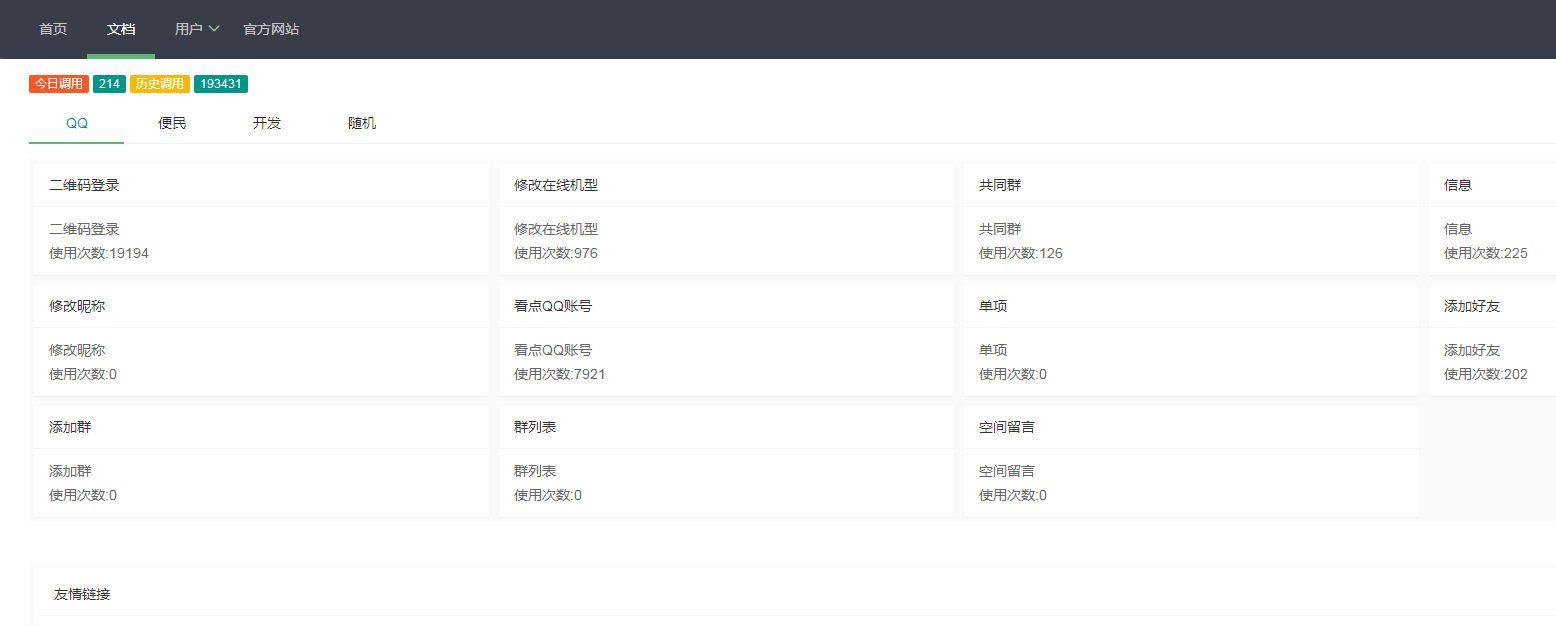 首页 文档 用户 官方网站
今日调用 214 历史调用 193431
QQ 便民 开发 随机
二维码登录 修改在线机型 共同群 信息
二维码登录 修改在线机型 共同群 信息
使用次数:19194 使用次数:976 使用次数:126 使用次数:225
修改昵称 看点QQ账号 单项 添加好友
修改昵称 看点QQ账号 单项 添加好友
使用次数:0 使用次数:7921 使用次数:0 使用次数:202
添加群 群列表 空间留言
添加群 群列表 空间留言
使用次数:0 使用次数:0 使用次数:0
友情链接